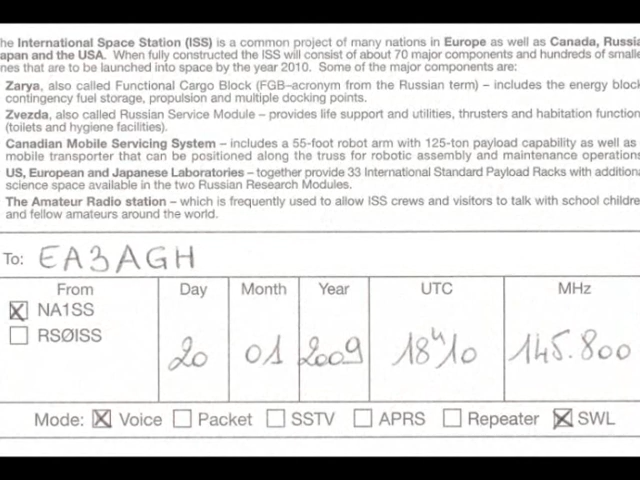 he International Space Station (ISS) is a common project of many nations in Europe as well as Canada, Russia
apan and the USA. When fully constructed the ISS will consist of about 70 major components and hundreds of smalle
nes that are to be launched into space by the year 2010. Some of the major components are:
Zarya, also called Functional Cargo Block (FGB–acronym from the Russian term) – includes the energy block
contingency fuel storage, propulsion and multiple docking points.
Zvezda, also called Russian Service Module – provides life support and utilities, thrusters and habitation function
(toilets and hygiene facilities).
Canadian Mobile Servicing System – includes a 55-foot robot arm with 125-ton payload capability as well as
mobile transporter that can be positioned along the truss for robotic assembly and maintenance operation
US, European and Japanese Laboratories – together provide 33 International Standard Payload Racks with additiona
science space available in the two Russian Research Modules.
The Amateur Radio station – which is frequently used to allow ISS crews and visitors to talk with school childre
and fellow amateurs around the world.
To: EA3AGH
From Day Month Year UTC MHz
NA1SS
RSØISS
20 01 2009 18h10 145.800
Mode: Voice Packet SSTV APRS Repeater SWL